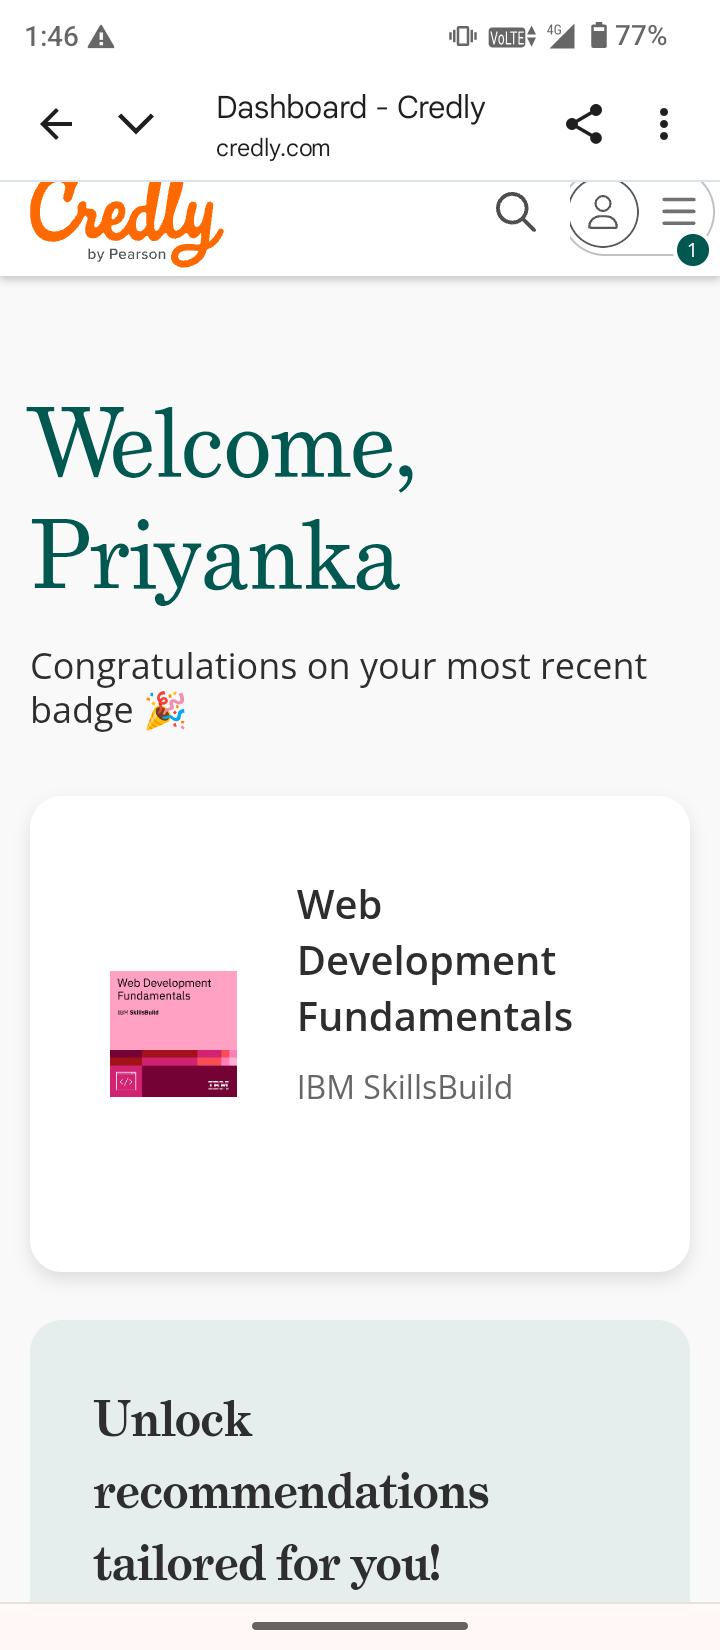 1:46 VoLTE 4G 77%
Dashboard - Credly
credly.com
Credly
by Pearson
1
Welcome,
Priyanka
Congratulations on your most recent
badge 🎉
Web Development
Fundamentals
IBM SkillsBuild
IBM
Web
Development
Fundamentals
IBM SkillsBuild
Unlock
recommendations
tailored for you!